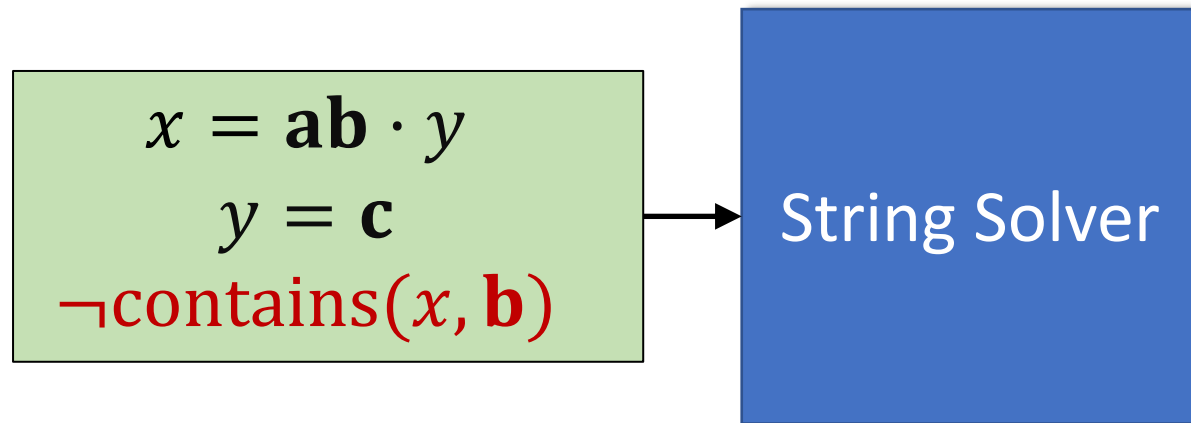 x = ab · y
y = c
¬contains(x, b)
String Solver